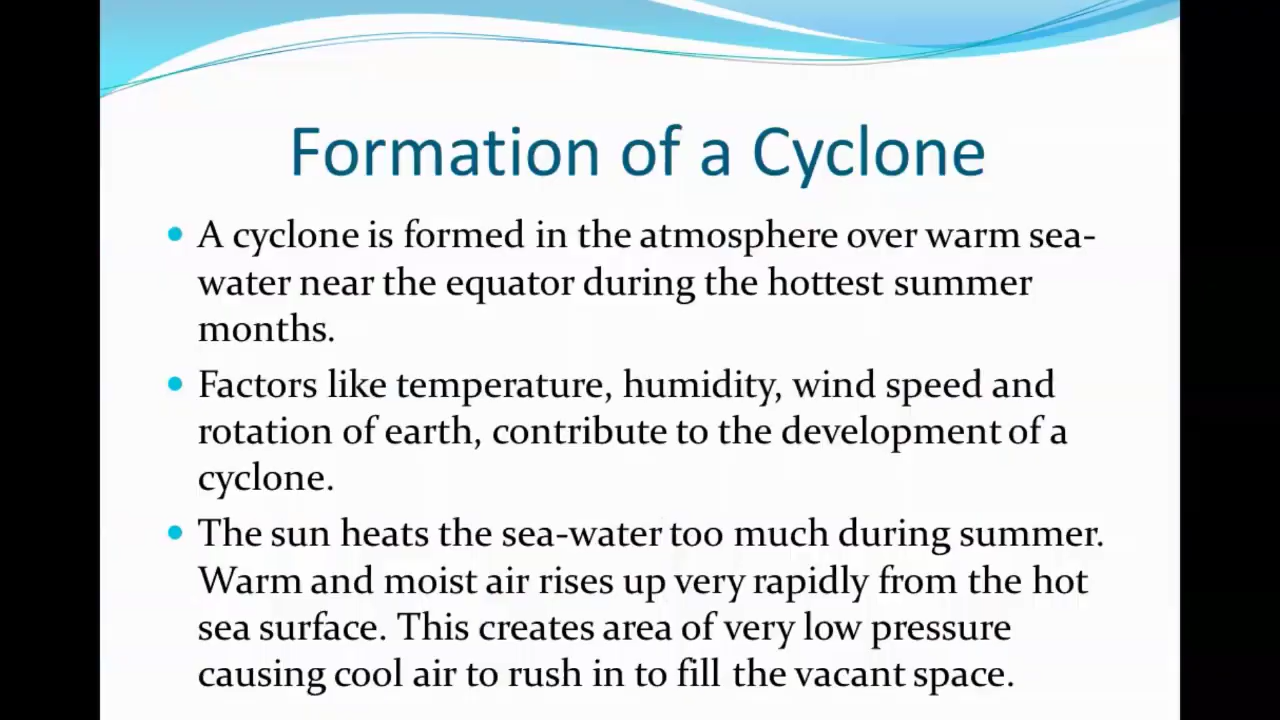 Formation of a Cyclone
• A cyclone is formed in the atmosphere over warm sea-
water near the equator during the hottest summer
months.
• Factors like temperature, humidity, wind speed and
rotation of earth, contribute to the development of a
cyclone.
• The sun heats the sea-water too much during summer.
Warm and moist air rises up very rapidly from the hot
sea surface. This creates area of very low pressure
causing cool air to rush in to fill the vacant space.